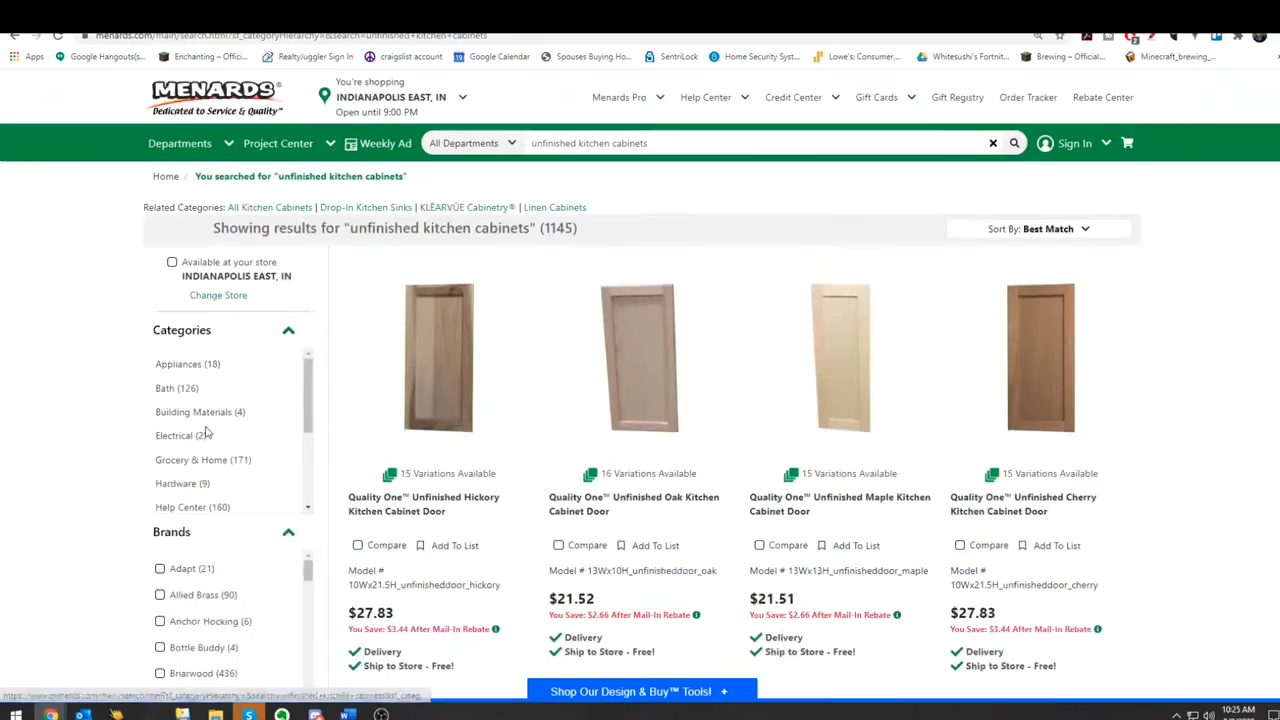 menards.com/main/search.html?sf_categoryHierarchy=&search=unfinished+kitchen+cabinets
Apps Google Hangouts(s... Enchanting – Offici... RealtyJuggler Sign In craigslist account Google Calendar Spouses Buying Ho... SentriLock Home Security Syst... Lowe's: Consumer,... Whitesushi's Fortnit... Brewing – Official... Minecraft_brewing_...
MENARDS
Dedicated to Service & Quality
You're shopping
INDIANAPOLIS EAST, IN
Open until 9:00 PM
Menards Pro Help Center Credit Center Gift Cards Gift Registry Order Tracker Rebate Center
Departments Project Center Weekly Ad All Departments unfinished kitchen cabinets Sign In
Home / You searched for "unfinished kitchen cabinets"
Related Categories: All Kitchen Cabinets | Drop-In Kitchen Sinks | KLËARVŪE Cabinetry® | Linen Cabinets
Showing results for "unfinished kitchen cabinets" (1145)
Sort By: Best Match
Available at your store
INDIANAPOLIS EAST, IN
Change Store
Categories
Appliances (18)
Bath (126)
Building Materials (4)
Electrical
Grocery & Home (171)
Hardware (9)
Help Center (160)
Brands
Adapt (21)
Allied Brass (90)
Anchor Hocking (6)
Bottle Buddy (4)
Briarwood (436)
15 Variations Available
Quality One™ Unfinished Hickory
Kitchen Cabinet Door
Compare Add To List
Model #
10Wx21.5H_unfinisheddoor_hickory
$27.83
You Save: $3.44 After Mail-In Rebate
Delivery
Ship to Store - Free!
16 Variations Available
Quality One™ Unfinished Oak Kitchen
Cabinet Door
Compare Add To List
Model # 13Wx10H_unfinisheddoor_oak
$21.52
You Save: $2.66 After Mail-In Rebate
Delivery
Ship to Store - Free!
15 Variations Available
Quality One™ Unfinished Maple Kitchen
Cabinet Door
Compare Add To List
Model # 13Wx13H_unfinisheddoor_maple
$21.51
You Save: $2.66 After Mail-In Rebate
Delivery
Ship to Store - Free!
15 Variations Available
Quality One™ Unfinished Cherry
Kitchen Cabinet Door
Compare Add To List
Model #
10Wx21.5H_unfinisheddoor_cherry
$27.83
You Save: $3.44 After Mail-In Rebate
Delivery
Ship to Store - Free!
Shop Our Design & Buy™ Tools! +
10:25 AM